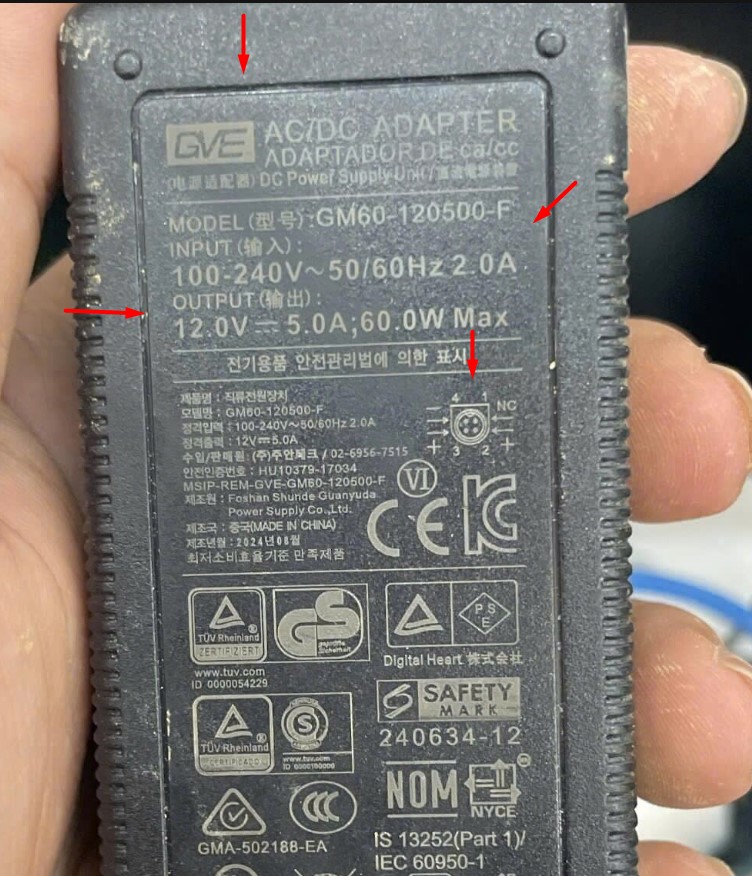 GVE AC/DC ADAPTER
ADAPTADOR DE ca/cc
(电源适配器) DC Power Supply Unit /
MODEL (型号):GM60-120500-F
INPUT (输入):
100-240V～50/60Hz 2.0A
OUTPUT (输出):
12.0V⎓5.0A;60.0W Max
전기용품 안전관리법에 의한 표시
제품명 : 직류전원장치
모델명 : GM60-120500-F
정격입력 : 100-240V～50/60Hz 2.0A
정격출력 : 12V⎓5.0A
수입/판매원 : (주)주안테크 / 02-6956-7515
안전인증번호 : HU10379-17034
MSIP-REM-GVE-GM60-120500-F
제조원 : Foshan Shunde Guanyuda
Power Supply Co.,Ltd.
제조국 : 중국(MADE IN CHINA)
제조년월 : 2024년08월
최저소비효율기준 만족제품
4 1 NC
3 2
VI
CE
TÜV Rheinland
ZERTIFIZIERT
GS
geprüfte
Sicherheit
PS
E
www.tuv.com
ID 0000054229
Digital Heart 株式会社
TÜV Rheinland
CERTIFICADO
S
www.tuv.com
SAFETY
MARK
240634-12
GMA-502188-EA
CCC
NOM
NYCE
IS 13252(Part 1)/
IEC 60950-1